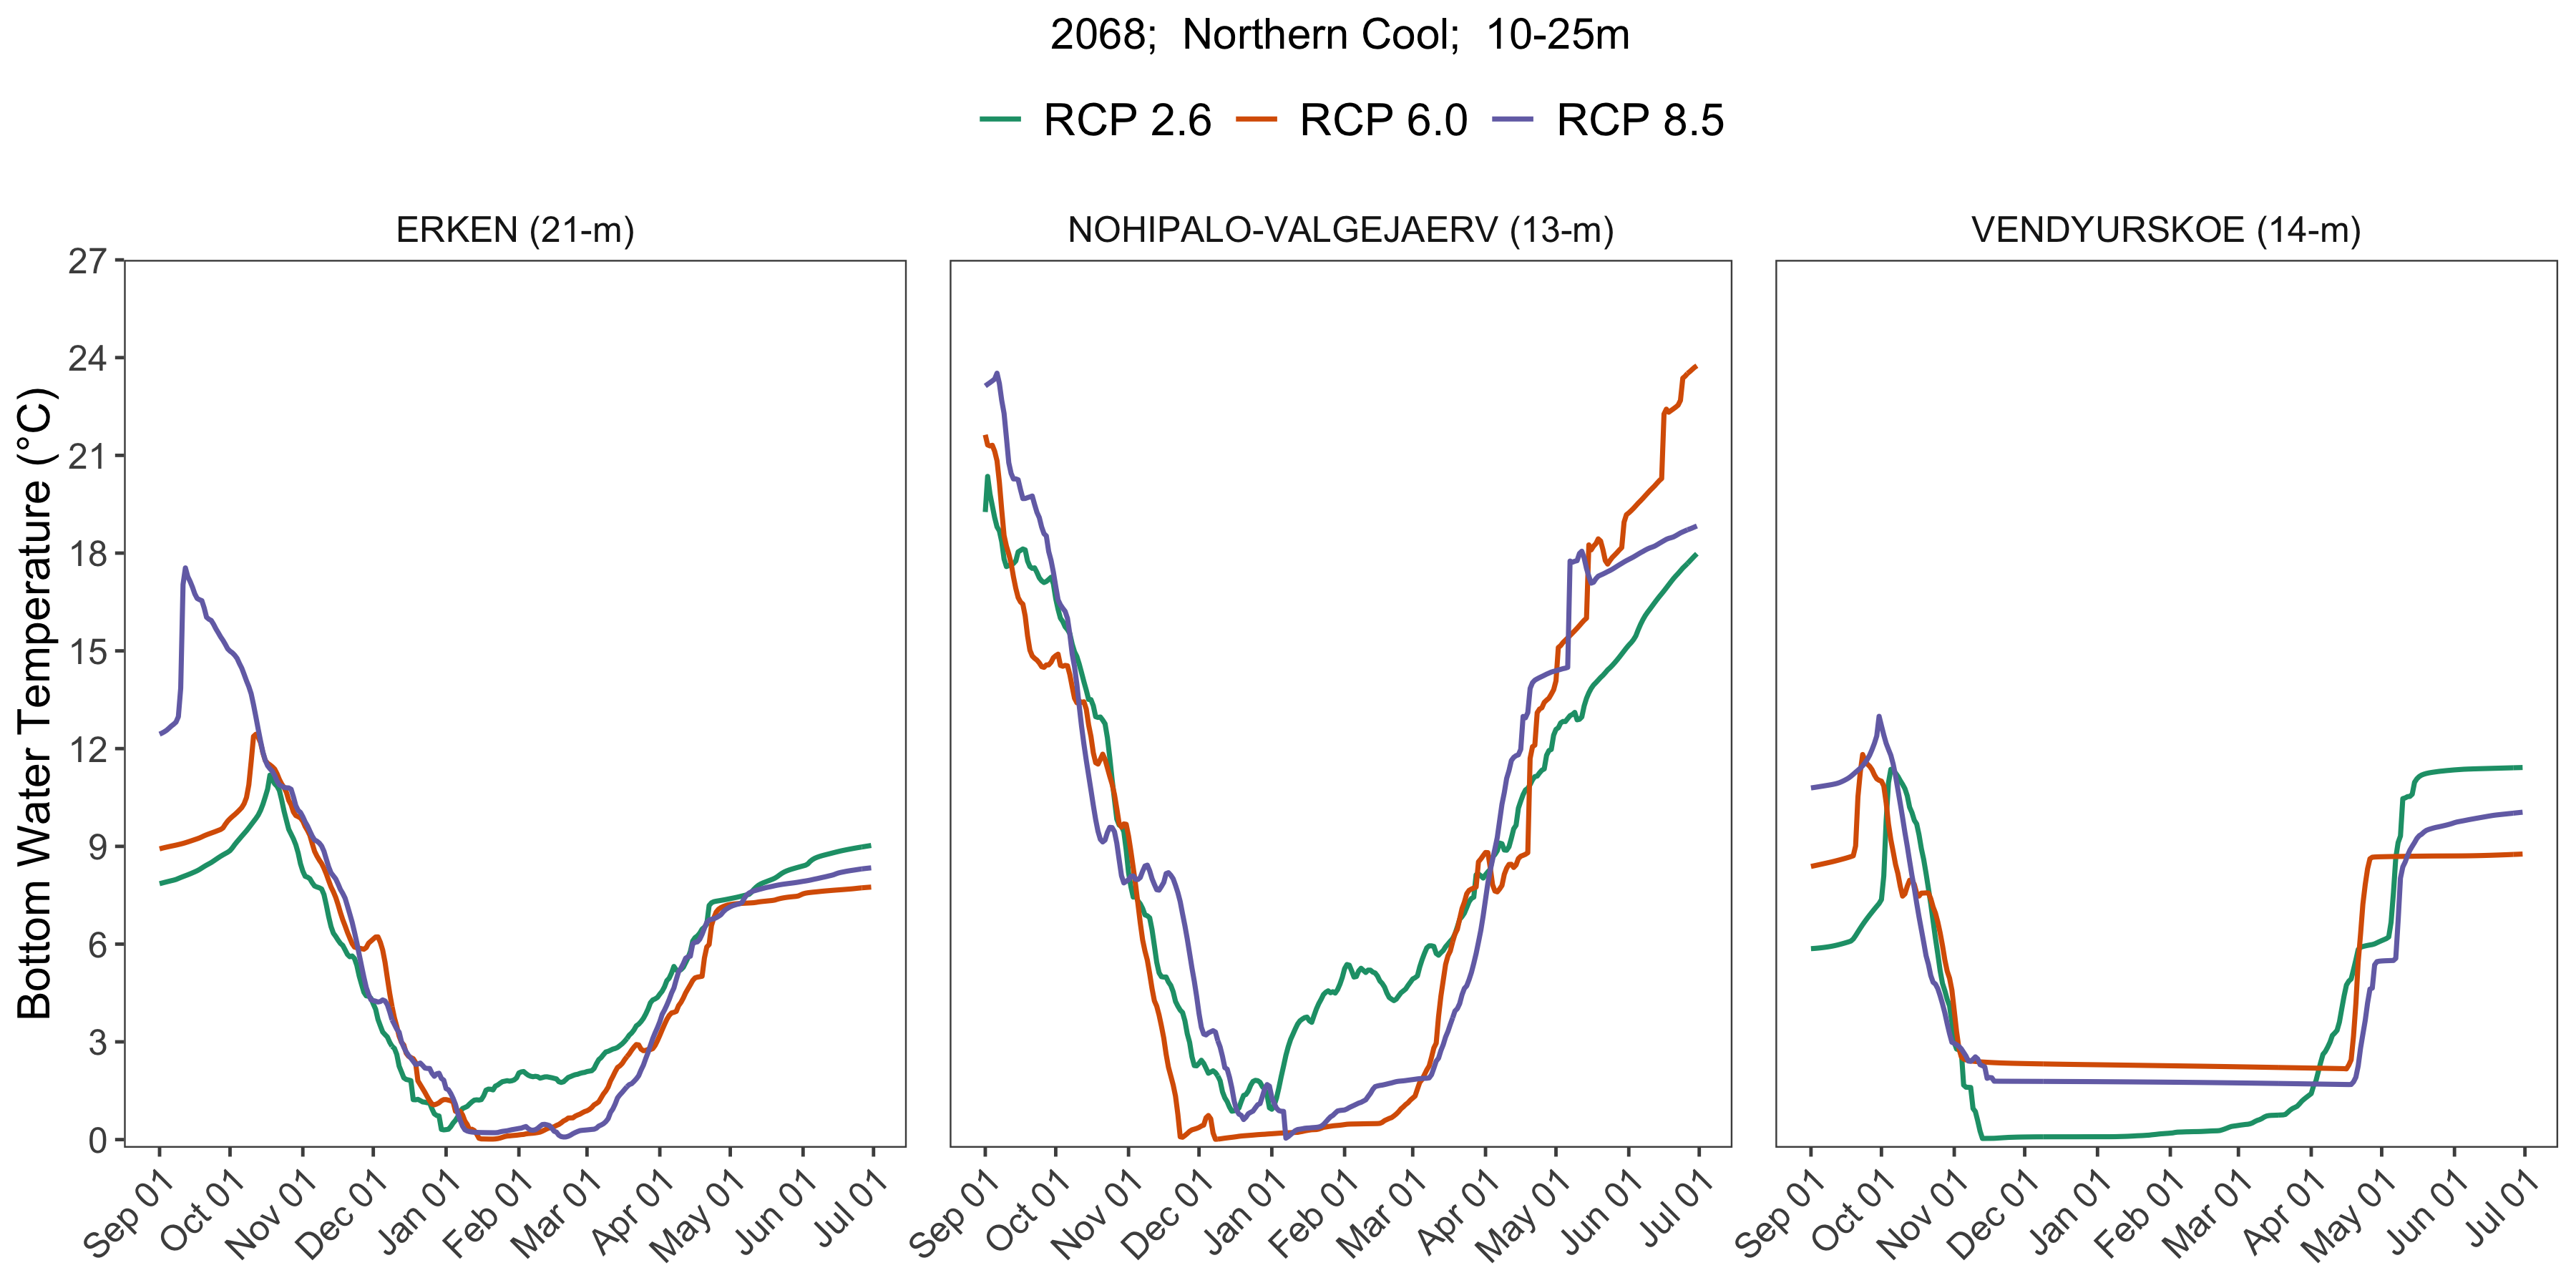 2068;  Northern Cool;  10-25m
RCP 2.6 RCP 6.0 RCP 8.5
ERKEN (21-m) NOHIPALO-VALGEJAERV (13-m) VENDYURSKOE (14-m)
Bottom Water Temperature (°C)
27
24
21
18
15
12
9
6
3
0
Sep 01 Oct 01 Nov 01 Dec 01 Jan 01 Feb 01 Mar 01 Apr 01 May 01 Jun 01 Jul 01
Sep 01 Oct 01 Nov 01 Dec 01 Jan 01 Feb 01 Mar 01 Apr 01 May 01 Jun 01 Jul 01
Sep 01 Oct 01 Nov 01 Dec 01 Jan 01 Feb 01 Mar 01 Apr 01 May 01 Jun 01 Jul 01